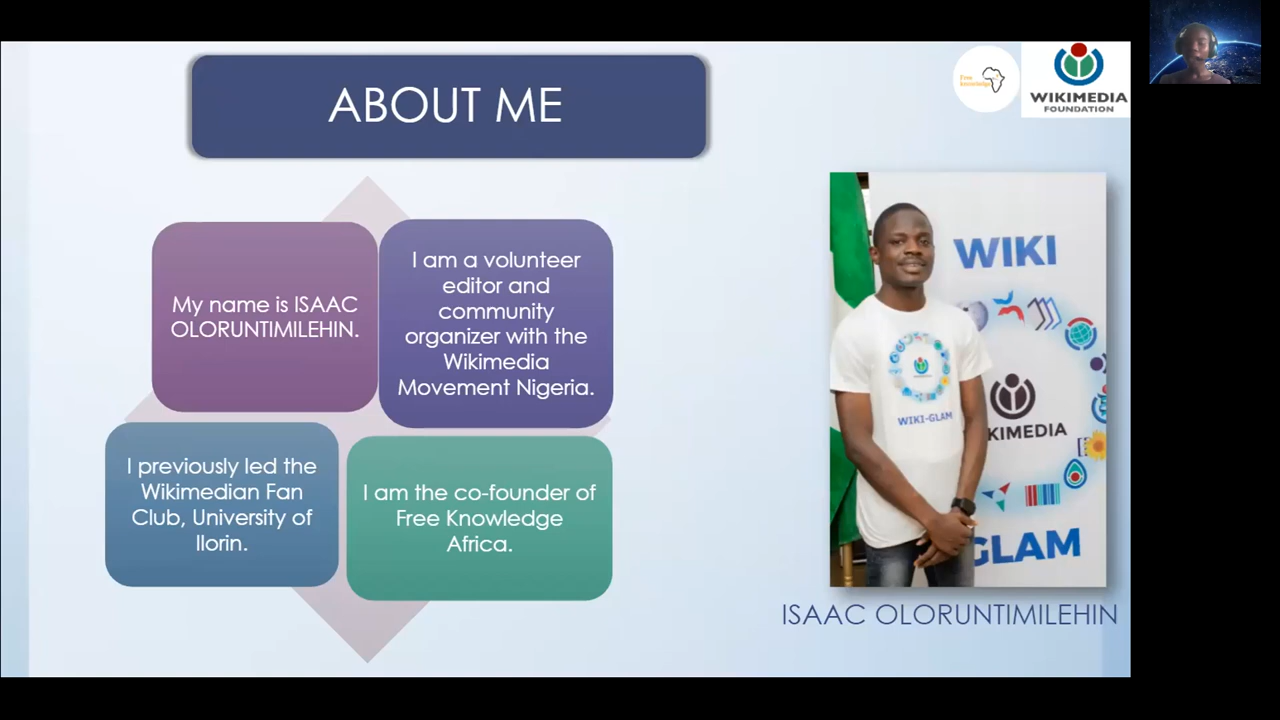 ABOUT ME
Free
knowledge
WIKIMEDIA
FOUNDATION
My name is ISAAC
OLORUNTIMILEHIN.
I am a volunteer
editor and
community
organizer with the
Wikimedia
Movement Nigeria.
I previously led the
Wikimedian Fan
Club, University of
Ilorin.
I am the co-founder of
Free Knowledge
Africa.
WIKI
KIMEDIA
GLAM
WIKI-GLAM
ISAAC OLORUNTIMILEHIN